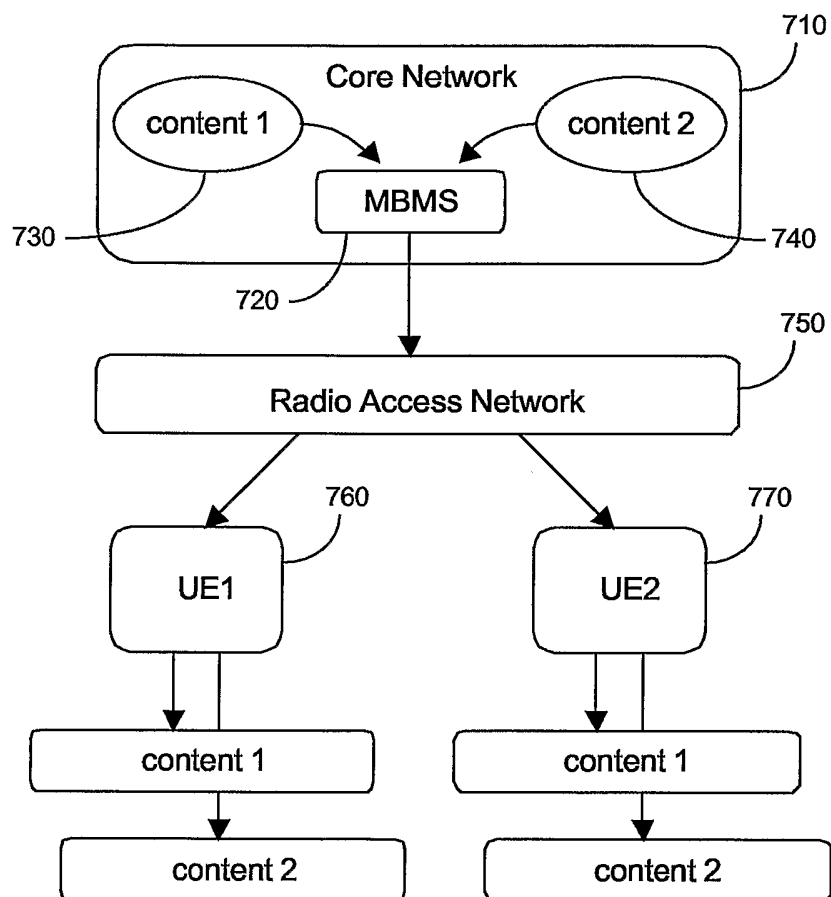 710
Core Network
content 1
content 2
MBMS
730
740
720
750
Radio Access Network
760
770
UE1
UE2
content 1
content 1
content 2
content 2